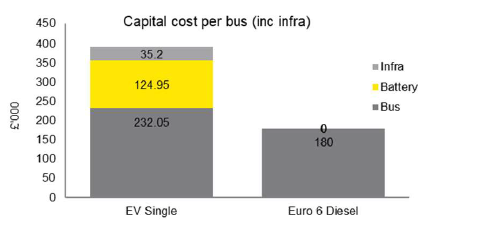 Capital cost per bus (inc infra)
450
400
350
300
250
200
150
100
50
0
£'000
35.2
124.95
232.05
0
180
EV Single
Euro 6 Diesel
Infra
Battery
Bus